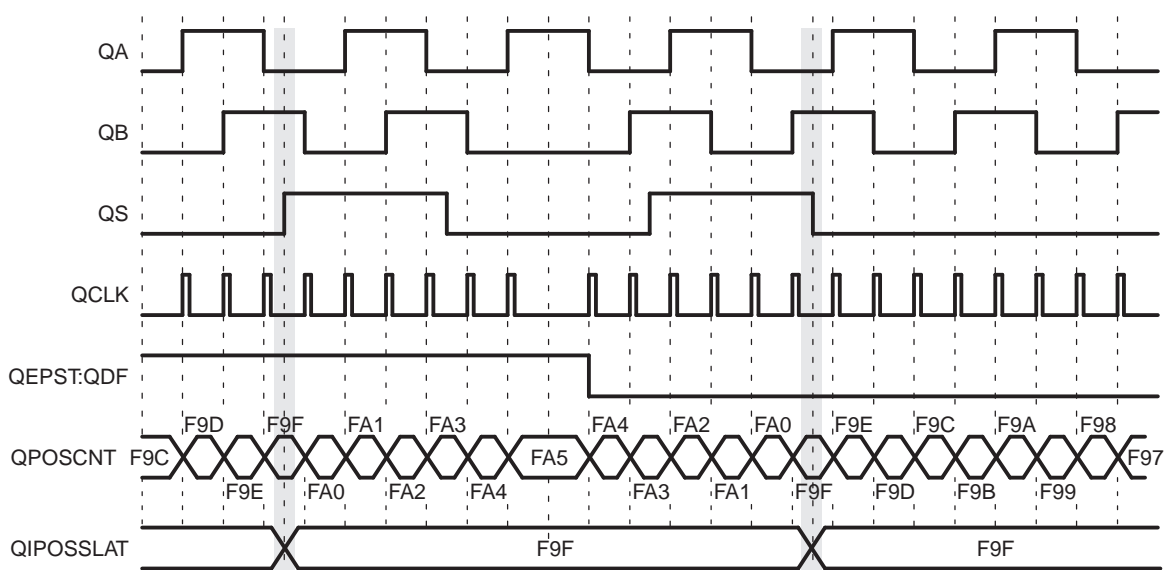 QA
QB
QS
QCLK
QEPST:QDF
F9D F9F FA1 FA3 FA4 FA2 FA0 F9E F9C F9A F98
QPOSCNT F9C FA5 F97
F9E FA0 FA2 FA4 FA3 FA1 F9F F9D F9B F99
QIPOSSLAT F9F F9F